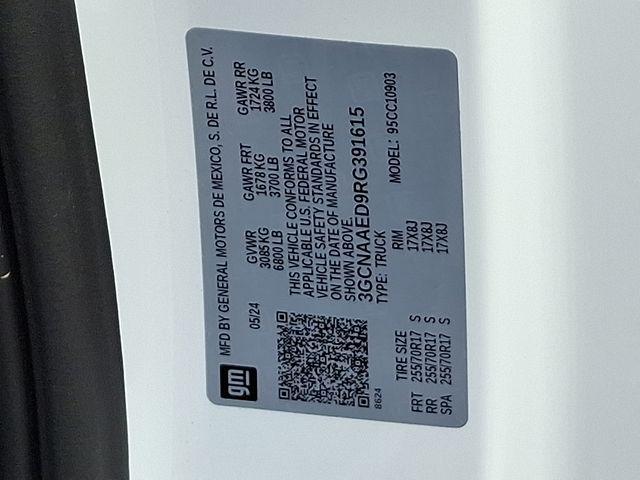 gm
MFD BY GENERAL MOTORS DE MEXICO, S. DE R.L. DE C.V.
05/24
GVWR GAWR FRT GAWR RR
3085 KG 1678 KG 1724 KG
6800 LB 3700 LB 3800 LB
THIS VEHICLE CONFORMS TO ALL
APPLICABLE U.S. FEDERAL MOTOR
VEHICLE SAFETY STANDARDS IN EFFECT
ON THE DATE OF MANUFACTURE
SHOWN ABOVE.
3GCNAAED9RG391615
TYPE: TRUCK MODEL: 95CC10903
8624
TIRE SIZE RIM
FRT 255/70R17 S 17X8J
RR 255/70R17 S 17X8J
SPA 255/70R17 S 17X8J